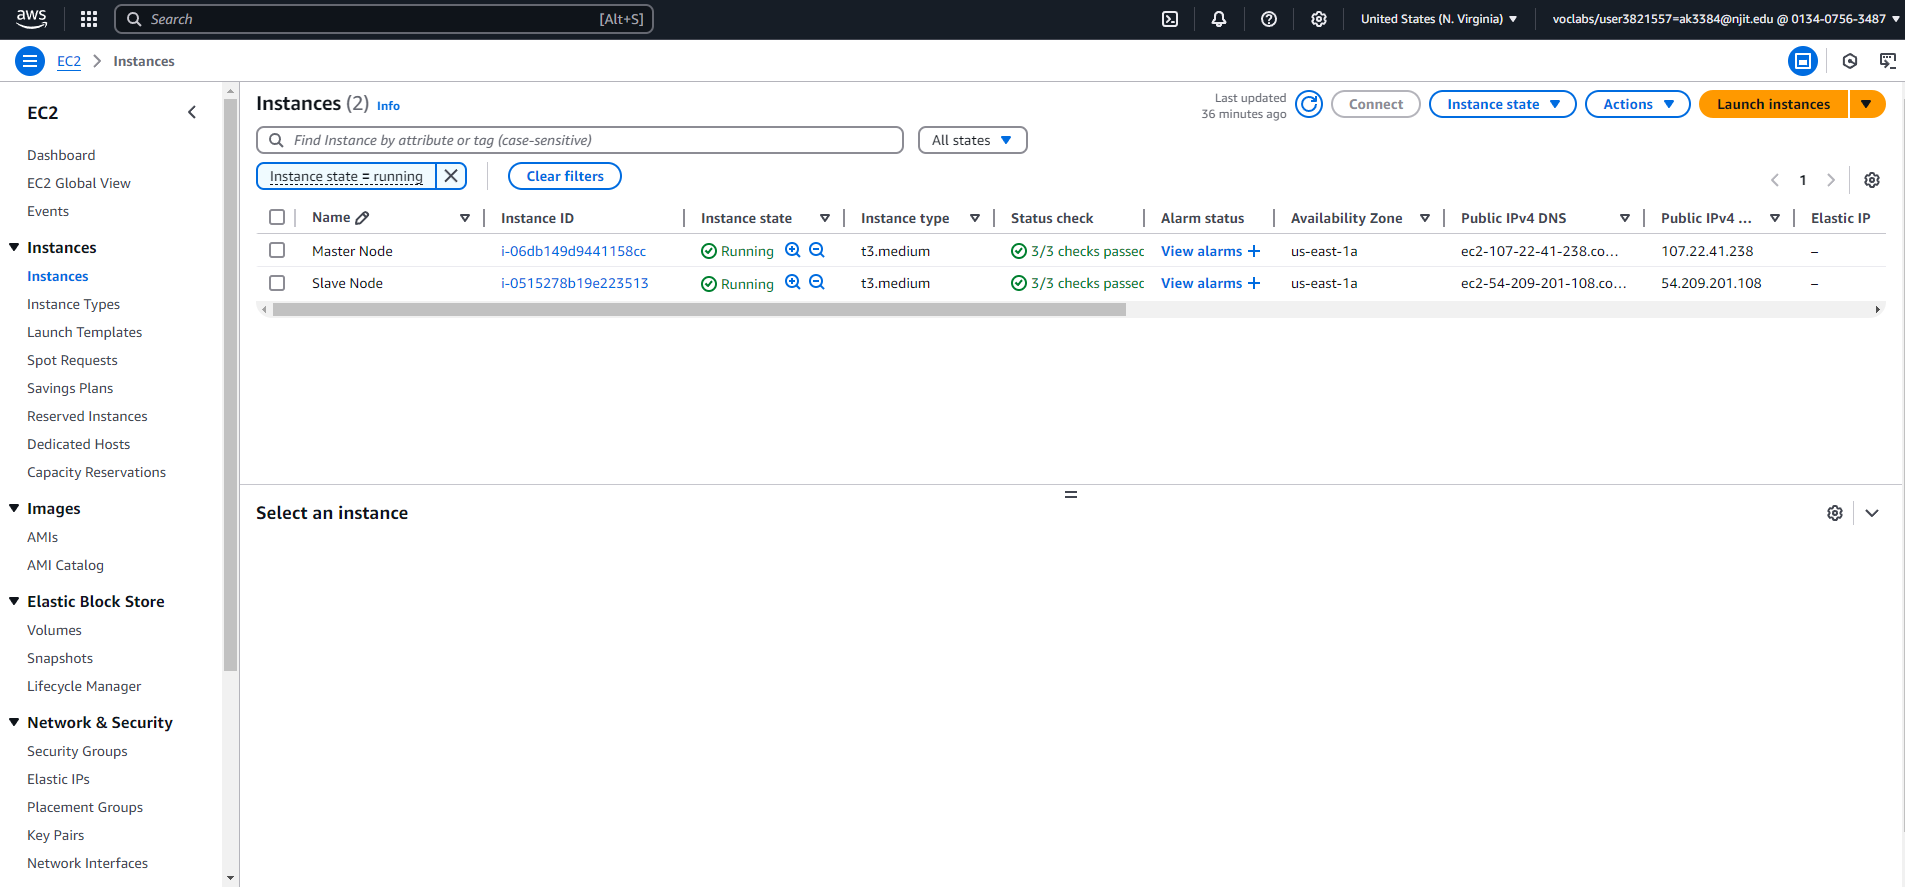 aws
Search [Alt+S]
United States (N. Virginia)
voclabs/user3821557=ak3384@njit.edu @ 0134-0756-3487
EC2 Instances
EC2
Dashboard
EC2 Global View
Events
Instances
Instances
Instance Types
Launch Templates
Spot Requests
Savings Plans
Reserved Instances
Dedicated Hosts
Capacity Reservations
Images
AMIs
AMI Catalog
Elastic Block Store
Volumes
Snapshots
Lifecycle Manager
Network & Security
Security Groups
Elastic IPs
Placement Groups
Key Pairs
Network Interfaces
Instances (2) Info
Last updated
36 minutes ago
Connect
Instance state
Actions
Launch instances
Find Instance by attribute or tag (case-sensitive)
All states
Instance state = running
Clear filters
1
Name Instance ID Instance state Instance type Status check Alarm status Availability Zone Public IPv4 DNS Public IPv4 ... Elastic IP
Master Node i-06db149d9441158cc Running t3.medium 3/3 checks passed View alarms + us-east-1a ec2-107-22-41-238.co... 107.22.41.238 –
Slave Node i-0515278b19e223513 Running t3.medium 3/3 checks passed View alarms + us-east-1a ec2-54-209-201-108.co... 54.209.201.108 –
Select an instance